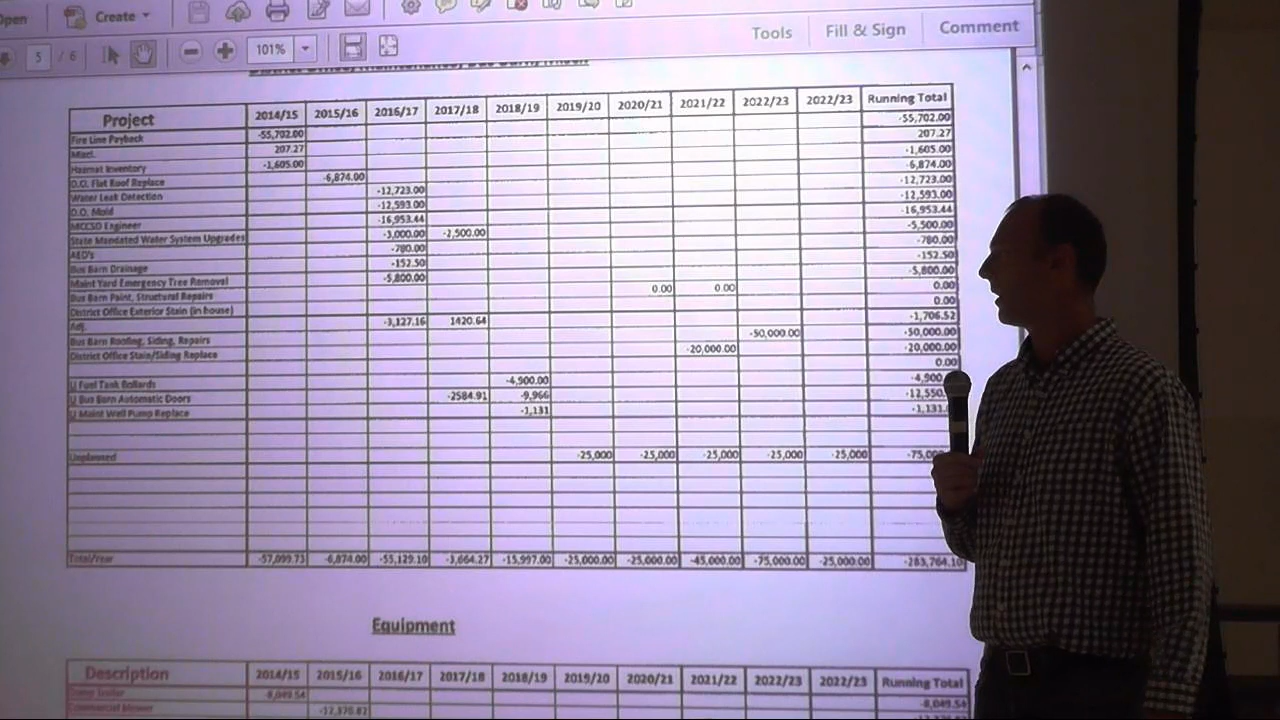 Open Create
5 / 6 101% Tools Fill & Sign Comment
Project 2014/15 2015/16 2016/17 2017/18 2018/19 2019/20 2020/21 2021/22 2022/23 2022/23 Running Total
Fire Line Payback -55,702.00 -55,702.00
Misc. 207.27 207.27
Hazmat Inventory -1,605.00 -1,605.00
D.O. Flat Roof Replace -6,874.00 -6,874.00
Water Leak Detection -12,723.00 -12,723.00
D.O. Mold -12,593.00 -12,593.00
MCCSD Engineer -16,953.44 -16,953.44
State Mandated Water System Upgrades -3,000.00 -2,500.00 -5,500.00
AED's -780.00 -780.00
Bus Barn Drainage -152.50 -152.50
Maint Yard Emergency Tree Removal -5,800.00 -5,800.00
Bus Barn Paint, Structural Repairs 0.00 0.00 0.00
District Office Exterior Stain (in house) 0.00
Adj. -3,127.16 1420.64 -1,706.52
Bus Barn Roofing, Siding, Repairs -50,000.00 -50,000.00
District Office Stain/Siding Replace -20,000.00 -20,000.00
0.00
U Fuel Tank Bollards -4,900.00 -4,900
U Bus Barn Automatic Doors -2584.91 -9,966 -12,550
U Maint Well Pump Replace -1,131 -1,131
Unplanned -25,000 -25,000 -25,000 -25,000 -25,000
Total/Year -57,099.73 -6,874.00 -55,129.10 -3,664.27 -15,997.00 -25,000.00 -25,000.00 -45,000.00 -75,000.00 -25,000.00 -283,764.10
Equipment
Description 2014/15 2015/16 2016/17 2017/18 2018/19 2019/20 2020/21 2021/22 2022/23 2022/23 Running Total
-8,049.54 -8,049.54
Commercial Mower